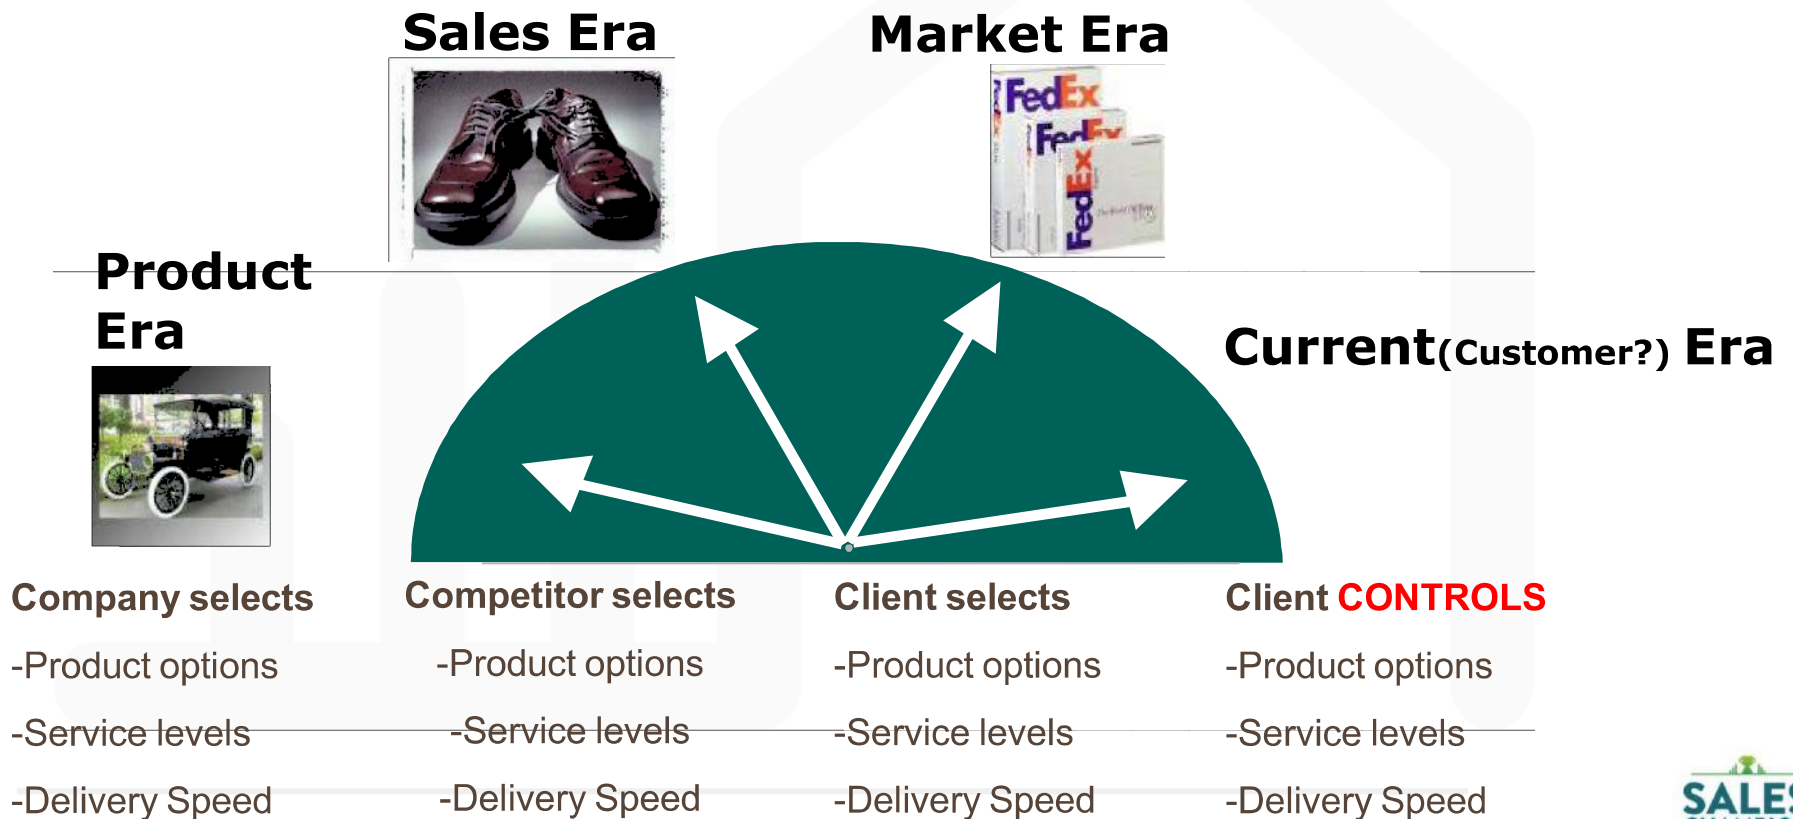 Sales Era
Market Era
FedEx
FedEx
FedEx
Product
Era
Current(Customer?) Era
Company selects
Competitor selects
Client selects
Client CONTROLS
-Product options
-Product options
-Product options
-Product options
-Service levels
-Service levels
-Service levels
-Service levels
-Delivery Speed
-Delivery Speed
-Delivery Speed
-Delivery Speed
SALES